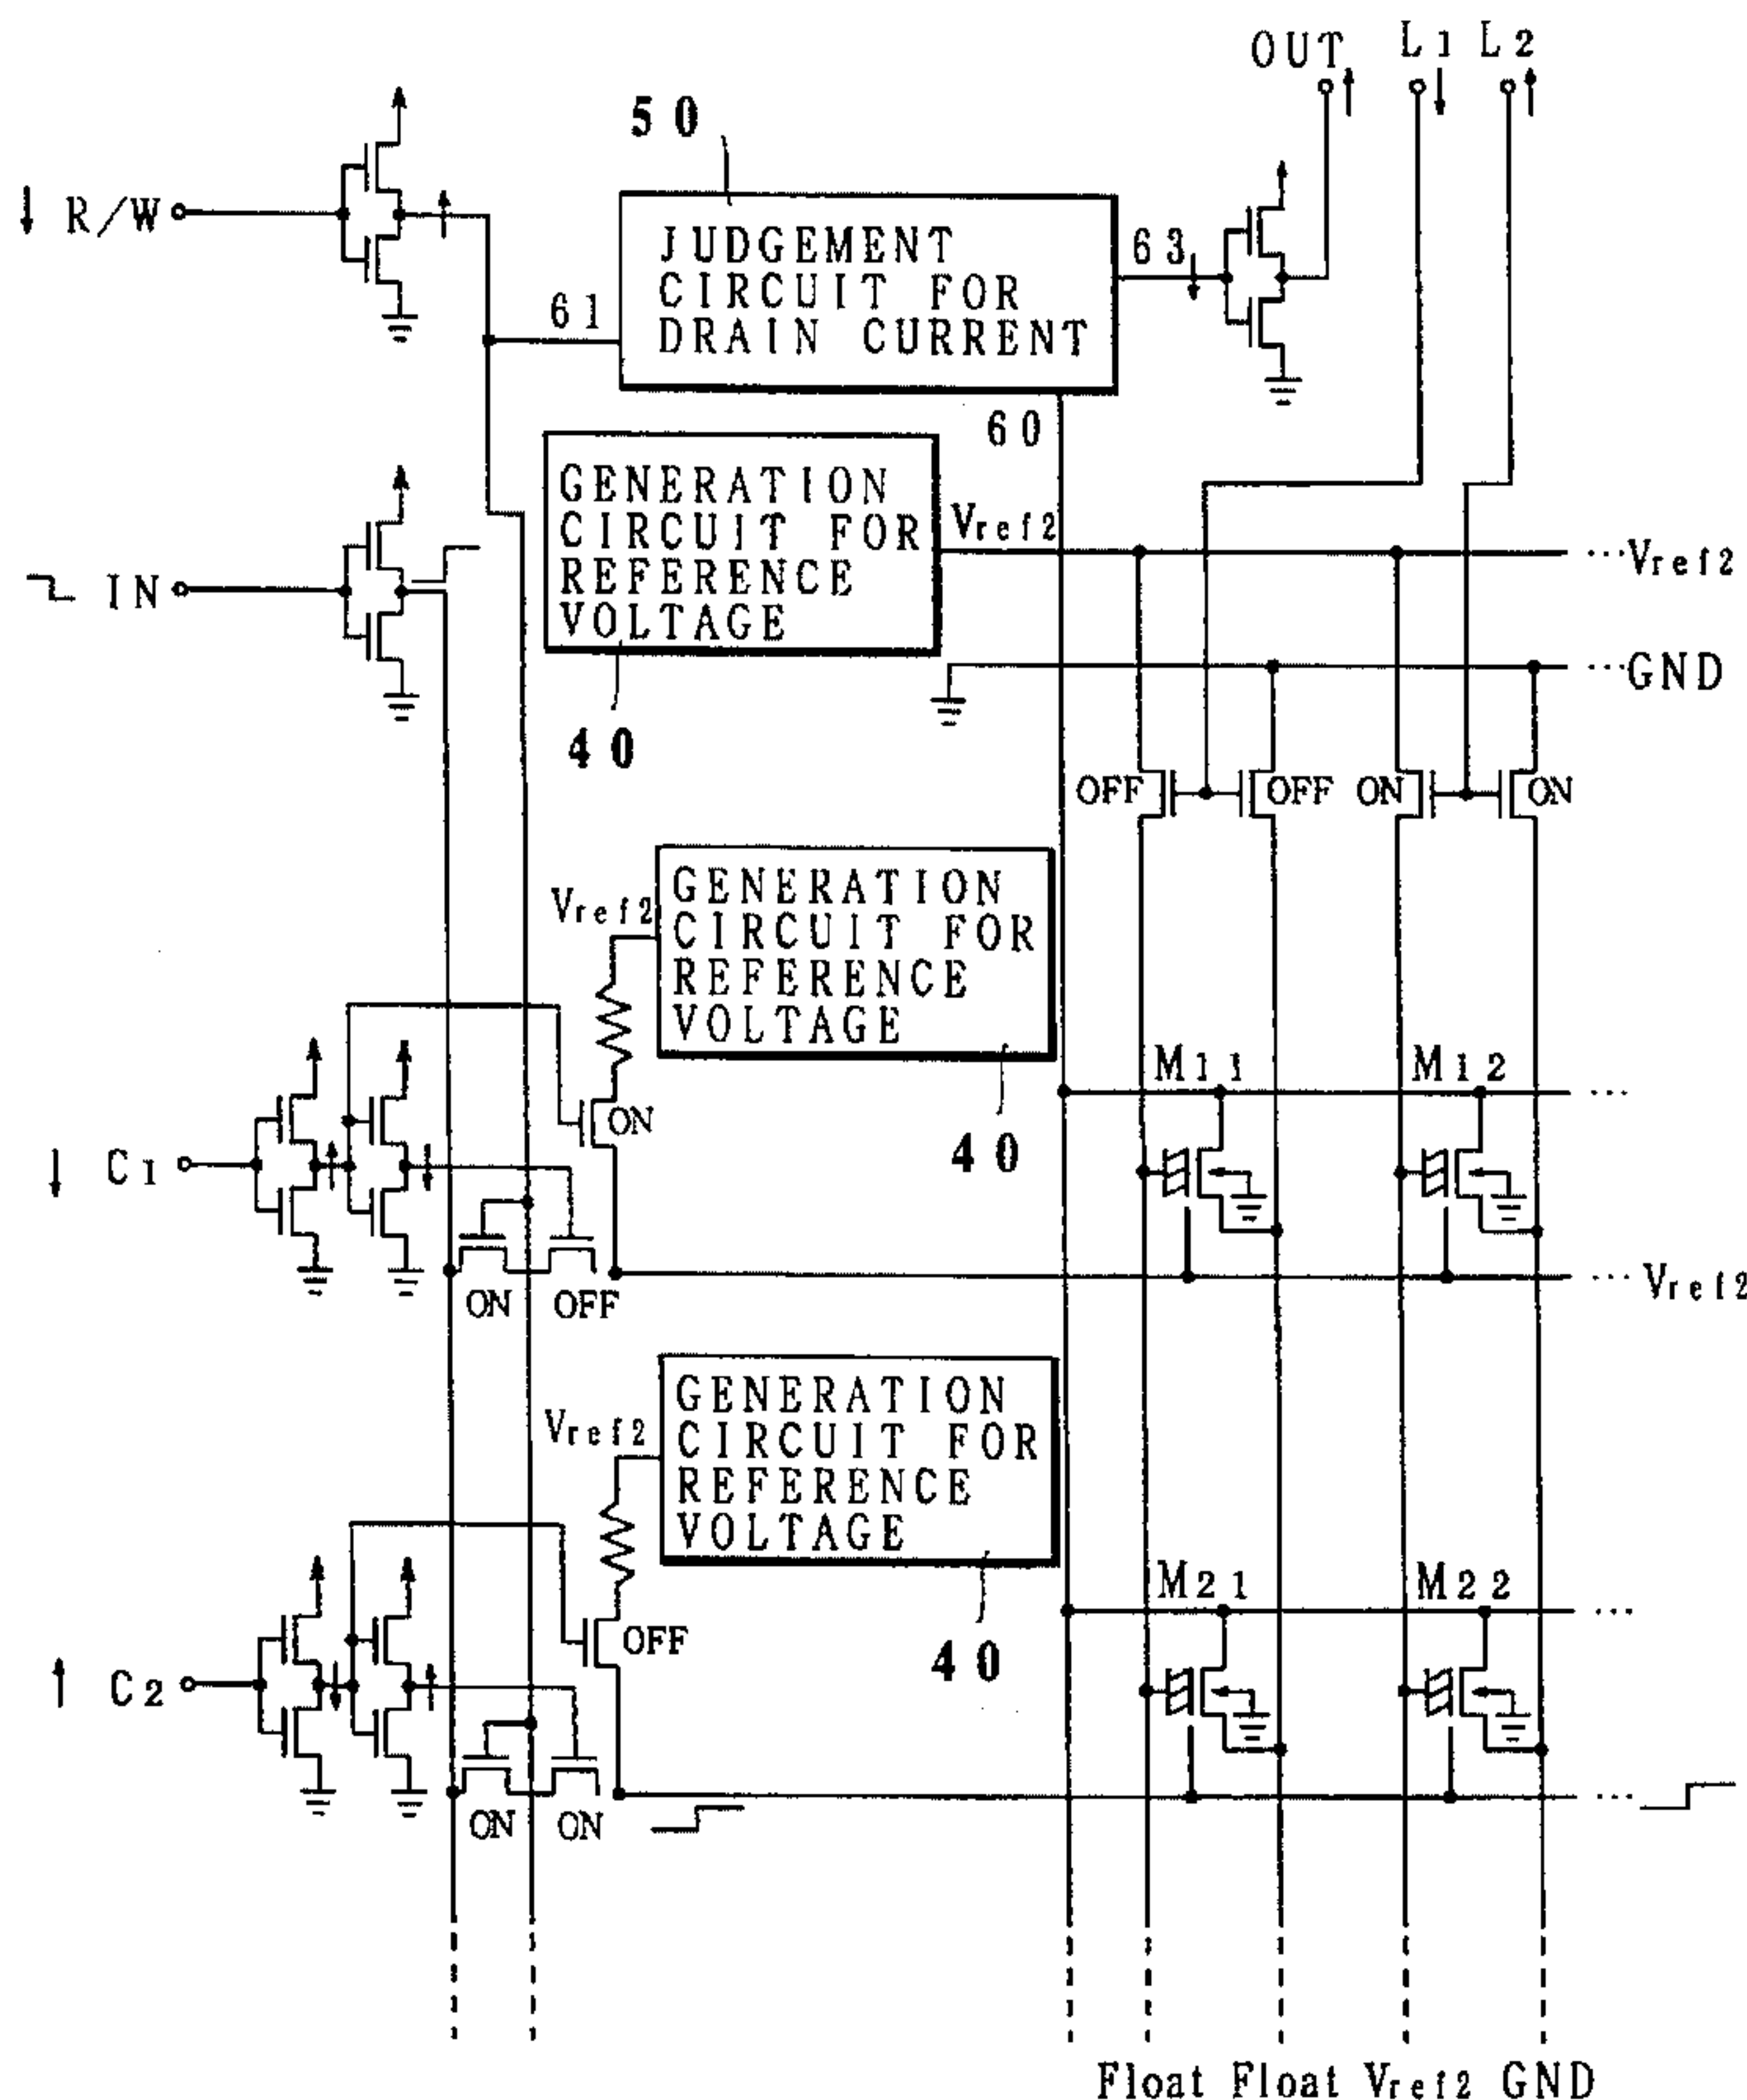 OUT L1 L2
50
R/W
JUDGEMENT
CIRCUIT FOR
DRAIN CURRENT
61
63
60
GENERATION
CIRCUIT FOR
REFERENCE
VOLTAGE
Vref2
···Vref2
IN
···GND
40
OFF OFF ON ON
GENERATION
CIRCUIT FOR
REFERENCE
VOLTAGE
Vref2
M11 M12 ···
ON
40
C1
ON OFF
··· Vref2
GENERATION
CIRCUIT FOR
REFERENCE
VOLTAGE
Vref2
M21 M22 ···
OFF
40
C2
ON ON
···
Float Float Vref2 GND